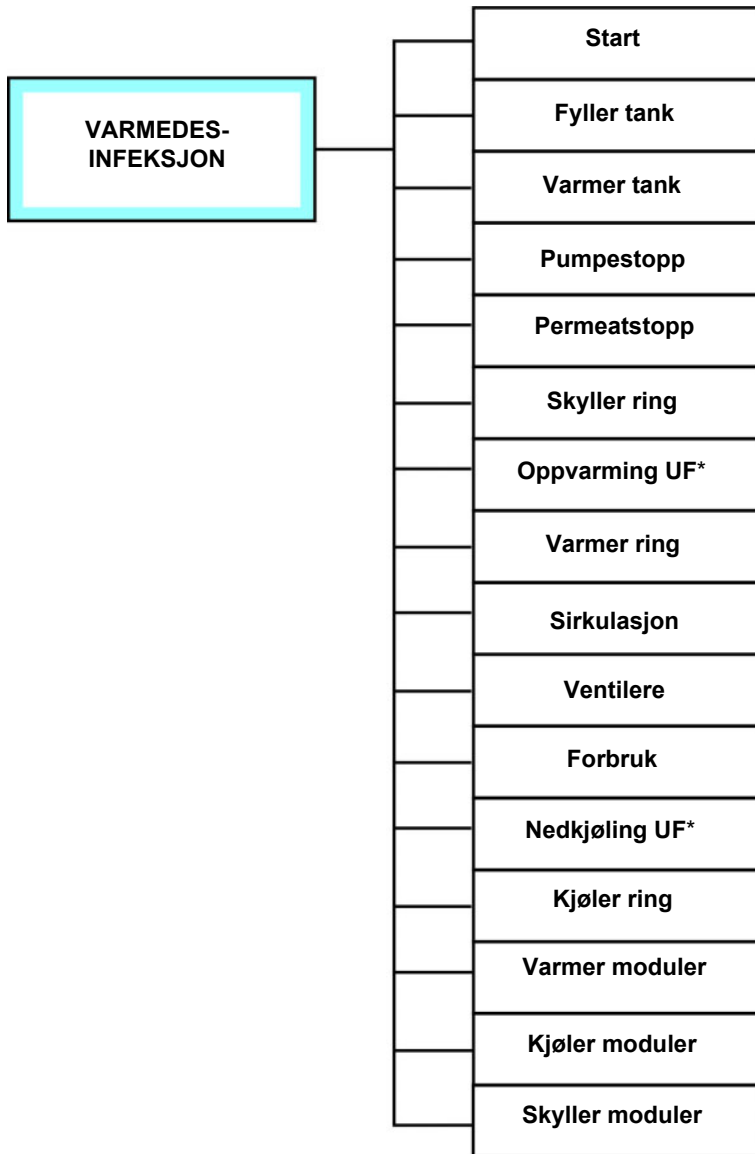 VARMEDES-
INFEKSJON
Start
Fyller tank
Varmer tank
Pumpestopp
Permeatstopp
Skyller ring
Oppvarming UF*
Varmer ring
Sirkulasjon
Ventilere
Forbruk
Nedkjøling UF*
Kjøler ring
Varmer moduler
Kjøler moduler
Skyller moduler